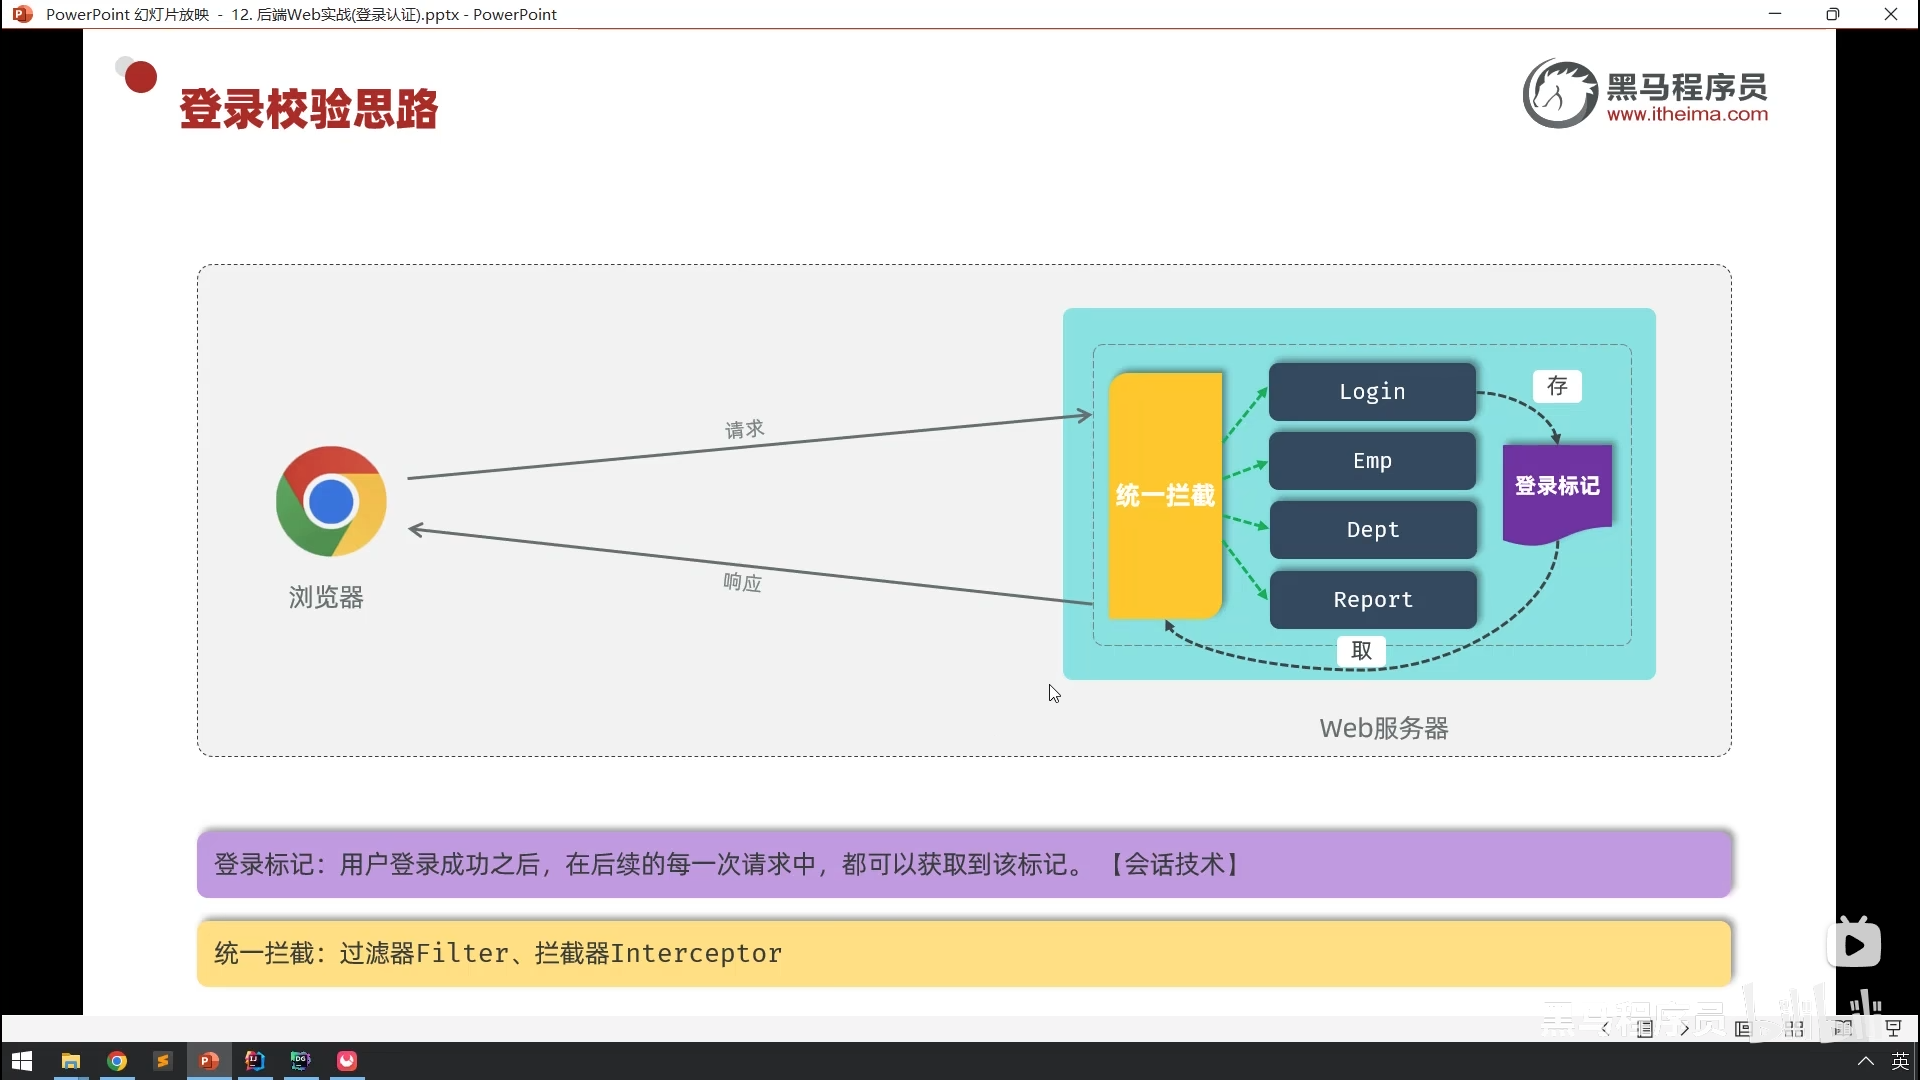 PowerPoint 幻灯片放映 - 12. 后端Web实战(登录认证).pptx - PowerPoint
登录校验思路
黑马程序员
www.itheima.com
请求
响应
浏览器
统一拦截
Login
Emp
Dept
Report
存
登录标记
取
Web服务器
登录标记：用户登录成功之后，在后续的每一次请求中，都可以获取到该标记。【会话技术】
统一拦截：过滤器Filter、拦截器Interceptor
黑马程序员
英